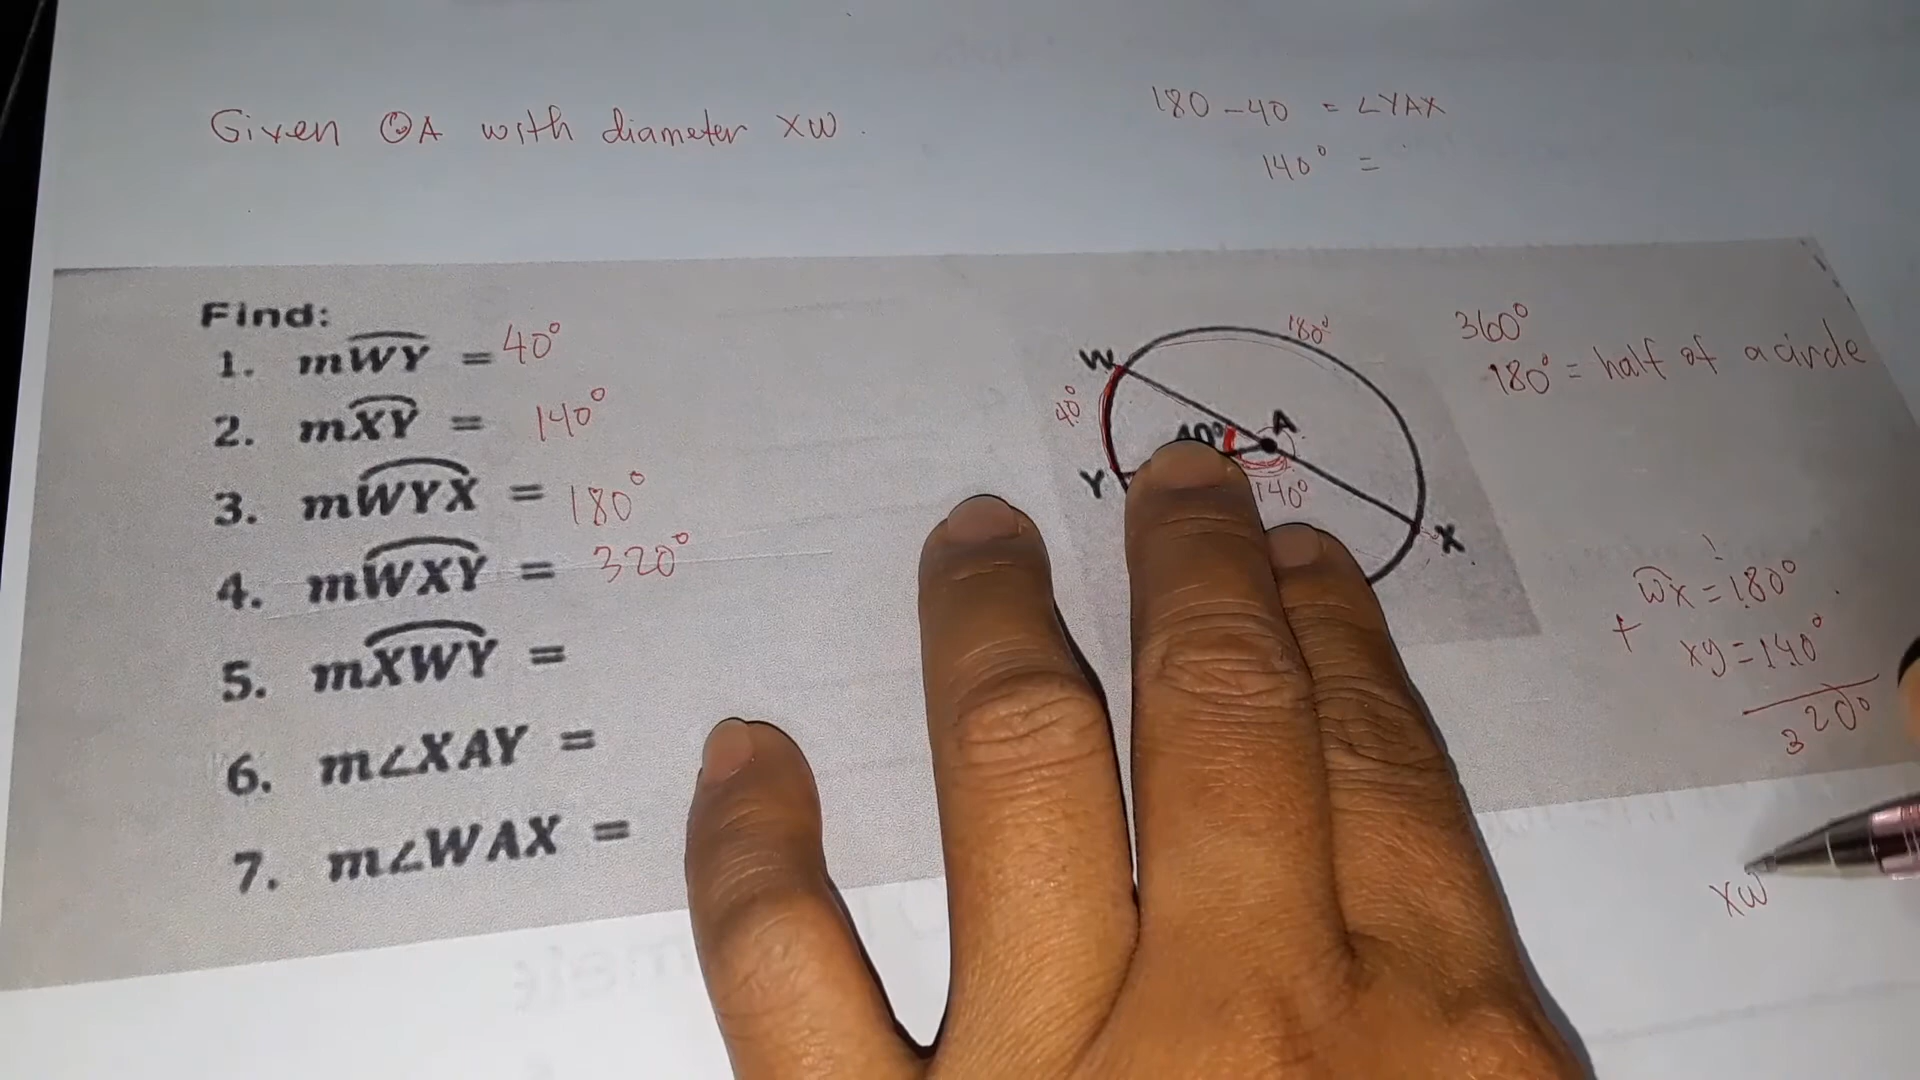 Given ⊙A with diameter XW.
180 - 40 = ∠YAX
140° =
Find:
1. mWY = 40°
2. mXY = 140°
3. mWYX = 180°
4. mWXY = 320°
5. mXWY =
6. m∠XAY =
7. m∠WAX =
W
180°
40°
40°
A
Y
140°
X
360°
180° = half of a circle
WX = 180°
+ XY = 140°
320°
XW